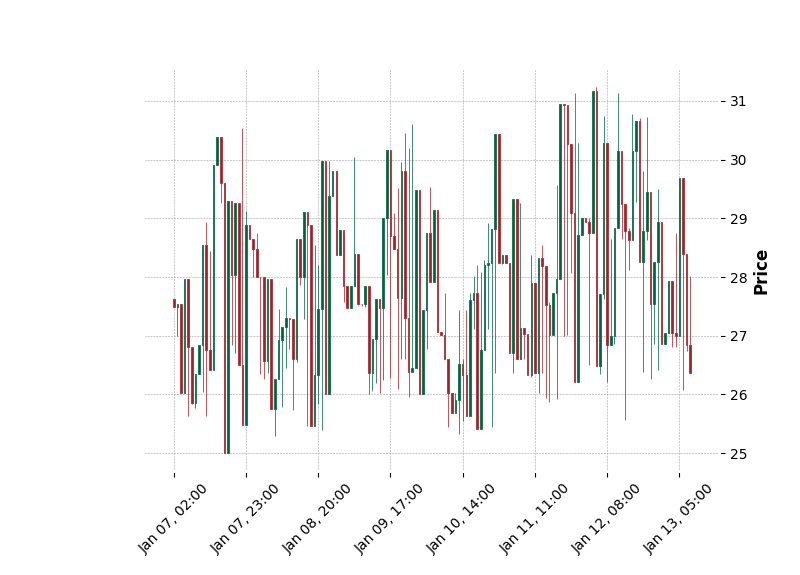 31
30
29
28
27
26
25
Price
Jan 07, 02:00
Jan 07, 23:00
Jan 08, 20:00
Jan 09, 17:00
Jan 10, 14:00
Jan 11, 11:00
Jan 12, 08:00
Jan 13, 05:00